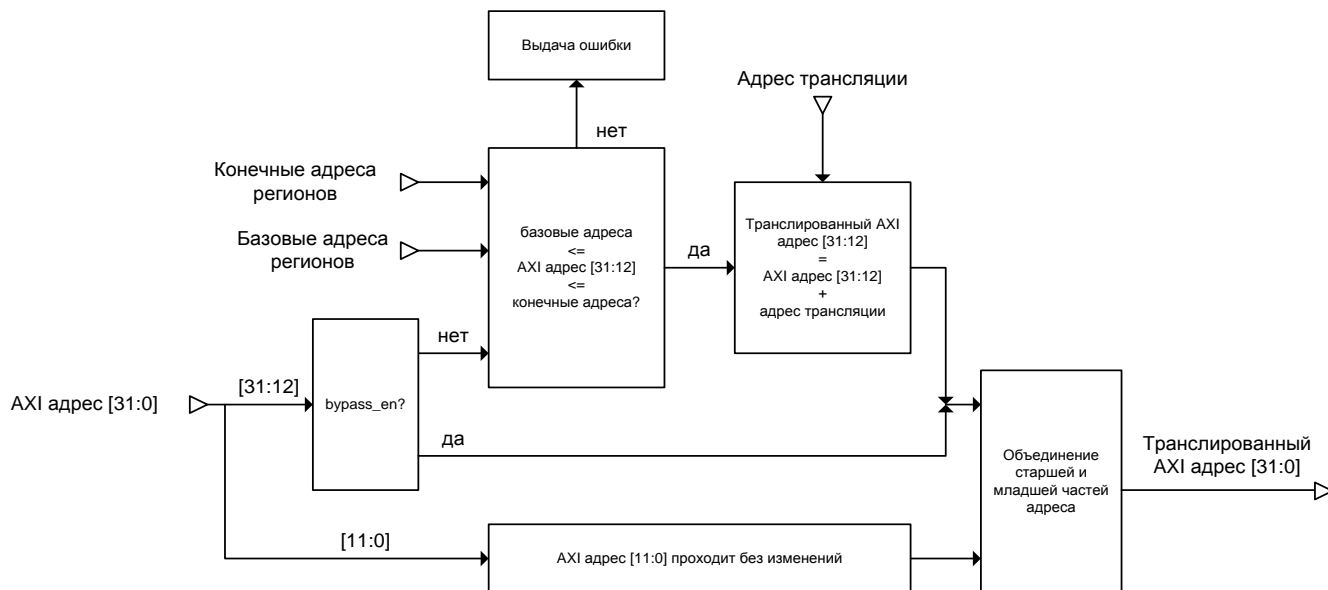 Выдача ошибки
Адрес трансляции
нет
Конечные адреса
регионов
Базовые адреса
регионов
базовые адреса
<=
AXI адрес [31:12]
<=
конечные адреса?
да
Транслированный AXI
адрес [31:12]
=
AXI адрес [31:12]
+
адрес трансляции
нет
[31:12]
AXI адрес [31:0]
bypass_en?
да
Объединение
старшей и
младшей частей
адреса
Транслированный
AXI адрес [31:0]
[11:0]
AXI адрес [11:0] проходит без изменений